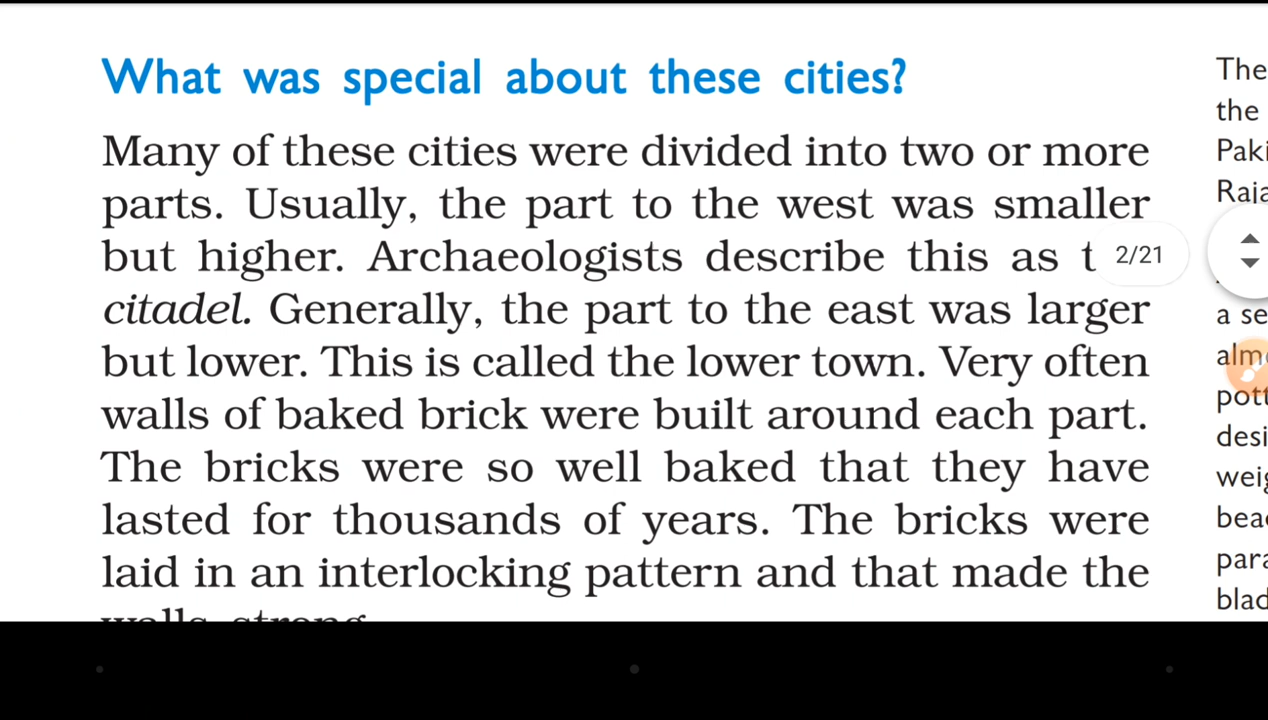 What was special about these cities?
Many of these cities were divided into two or more
parts. Usually, the part to the west was smaller
but higher. Archaeologists describe this as t
citadel. Generally, the part to the east was larger
but lower. This is called the lower town. Very often
walls of baked brick were built around each part.
The bricks were so well baked that they have
lasted for thousands of years. The bricks were
laid in an interlocking pattern and that made the
walls strong.
2/21
The
the
Paki
Raja
a se
alm
pott
desi
weig
bea
para
blad